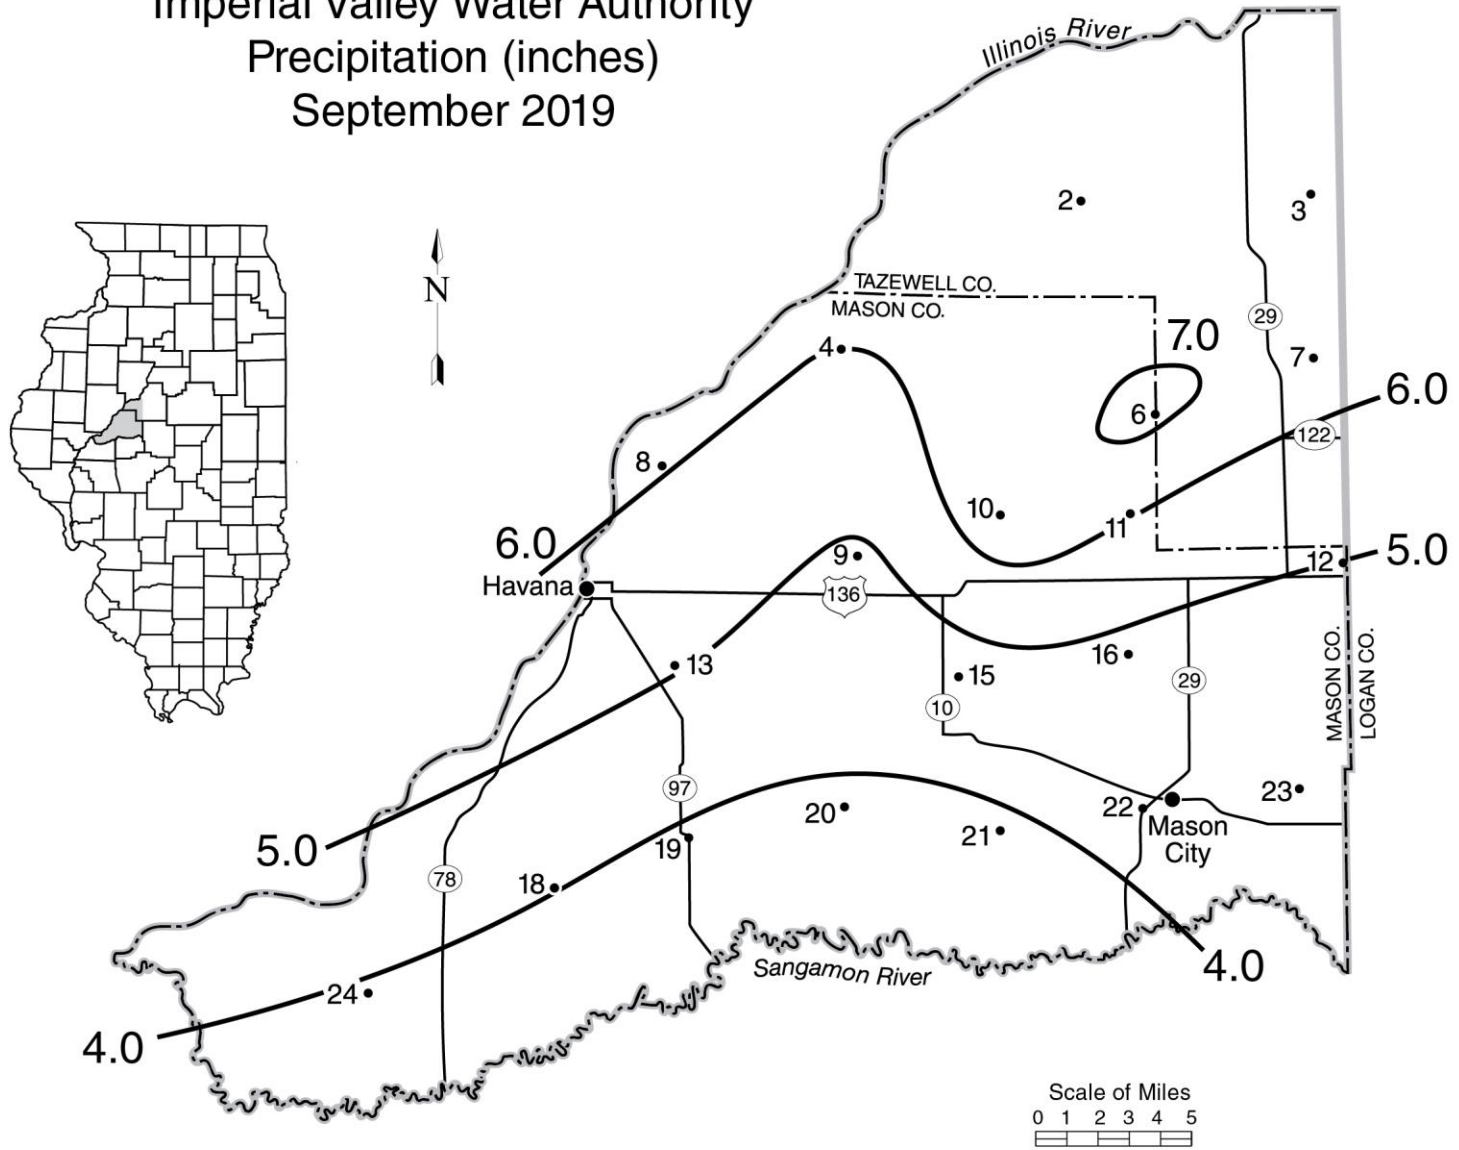 Imperial Valley Water Authority
Precipitation (inches)
September 2019
Illinois River
2
3
N
TAZEWELL CO.
MASON CO.
29
7.0
4
7
6.0
6
122
8
10
11
6.0
9
12
5.0
Havana
136
13
16
15
MASON CO.
LOGAN CO.
29
10
97
23
20
22
21
Mason
City
5.0
19
78
18
Sangamon River
4.0
24
4.0
Scale of Miles
0 1 2 3 4 5